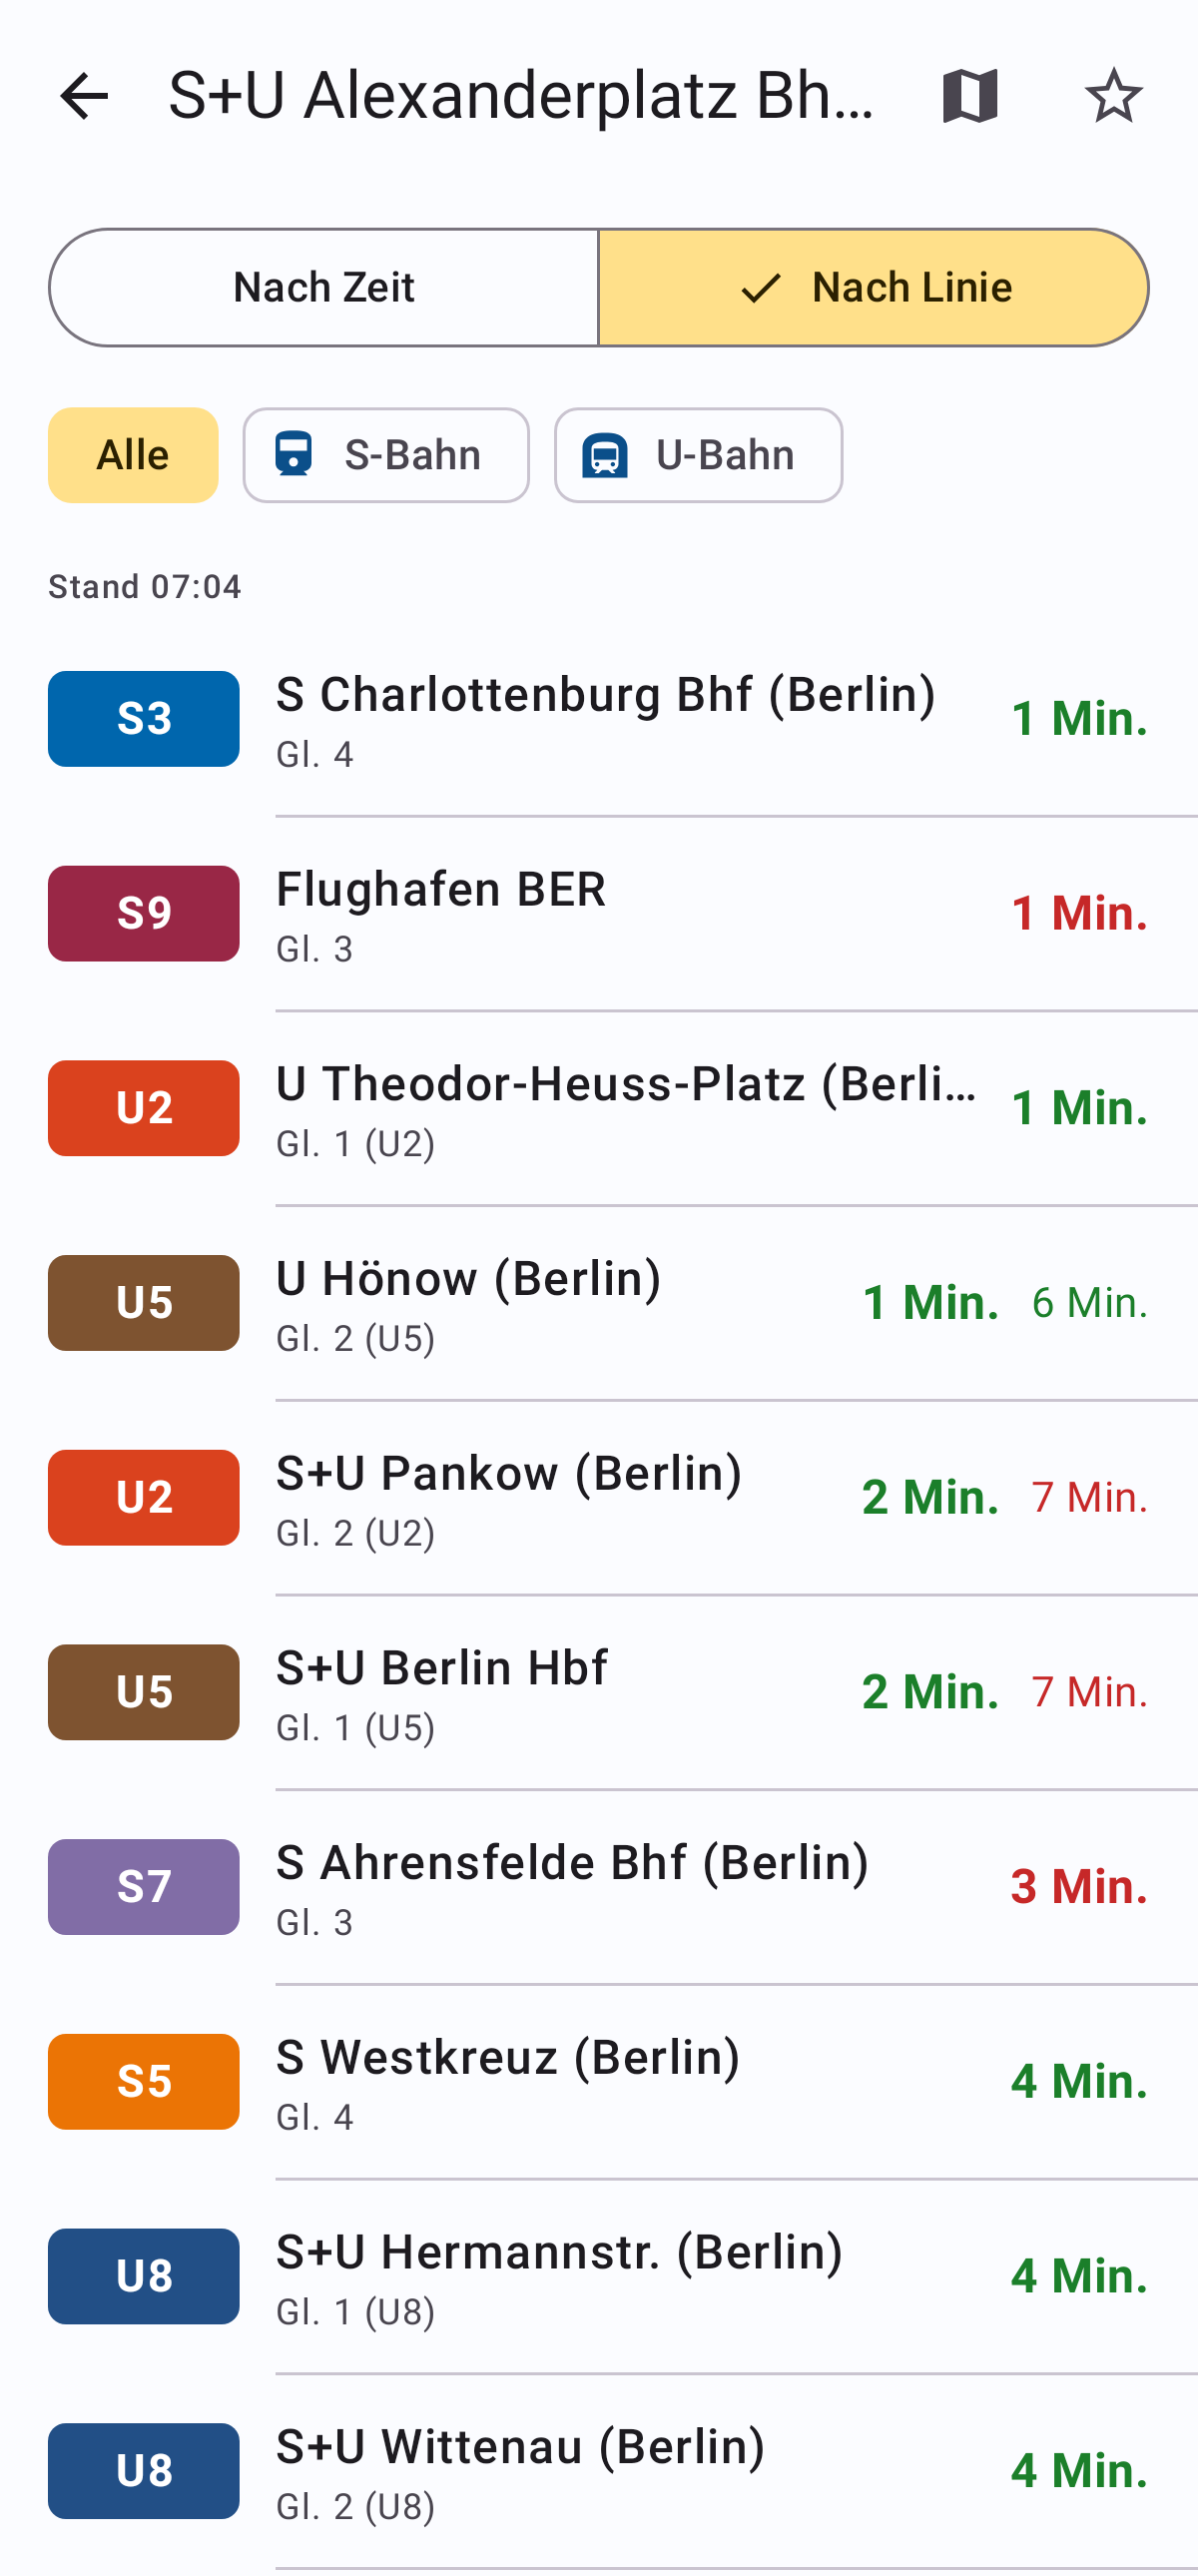 S+U Alexanderplatz Bh...
Nach Zeit
Nach Linie
Alle
S-Bahn
U-Bahn
Stand 07:04
S3
S Charlottenburg Bhf (Berlin)
Gl. 4
1 Min.
S9
Flughafen BER
Gl. 3
1 Min.
U2
U Theodor-Heuss-Platz (Berli...
Gl. 1 (U2)
1 Min.
U5
U Hönow (Berlin)
Gl. 2 (U5)
1 Min. 6 Min.
U2
S+U Pankow (Berlin)
Gl. 2 (U2)
2 Min. 7 Min.
U5
S+U Berlin Hbf
Gl. 1 (U5)
2 Min. 7 Min.
S7
S Ahrensfelde Bhf (Berlin)
Gl. 3
3 Min.
S5
S Westkreuz (Berlin)
Gl. 4
4 Min.
U8
S+U Hermannstr. (Berlin)
Gl. 1 (U8)
4 Min.
U8
S+U Wittenau (Berlin)
Gl. 2 (U8)
4 Min.